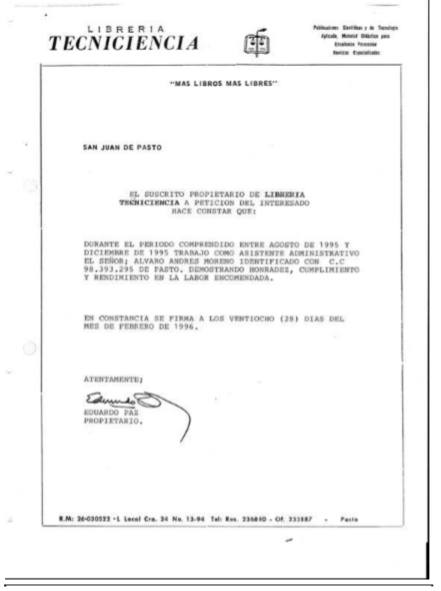 LIBRERIA
TECNICIENCIA
Publicaciones Científicas y de Tecnología
Aplicada, Material Didáctico para
Enseñanza Preescolar
Revistas Especializadas
"MAS LIBROS MAS LIBRES"
SAN JUAN DE PASTO
EL SUSCRITO PROPIETARIO DE LIBRERIA
TECNICIENCIA A PETICION DEL INTERESADO
HACE CONSTAR QUE:
DURANTE EL PERIODO COMPRENDIDO ENTRE AGOSTO DE 1995 Y
DICIEMBRE DE 1995 TRABAJO COMO ASISTENTE ADMINISTRATIVO
EL SEÑOR; ALVARO ANDRES MORENO IDENTIFICADO CON C.C
98.393.295 DE PASTO. DEMOSTRANDO HONRADEZ, CUMPLIMIENTO
Y RENDIMIENTO EN LA LABOR ENCOMENDADA.
EN CONSTANCIA SE FIRMA A LOS VENTIOCHO (28) DIAS DEL
MES DE FEBRERO DE 1996.
ATENTAMENTE;
Eduardo
EDUARDO PAZ
PROPIETARIO.
R.M: 26-030522 -1 Local Cra. 24 No. 13-94 Tel: Res. 236890 - Of. 233887 - Pasto